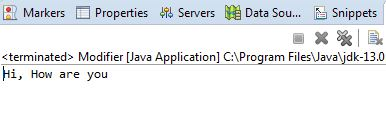 Markers Properties Servers Data Sou... Snippets
<terminated> Modifier [Java Application] C:\Program Files\Java\jdk-13.0
Hi, How are you